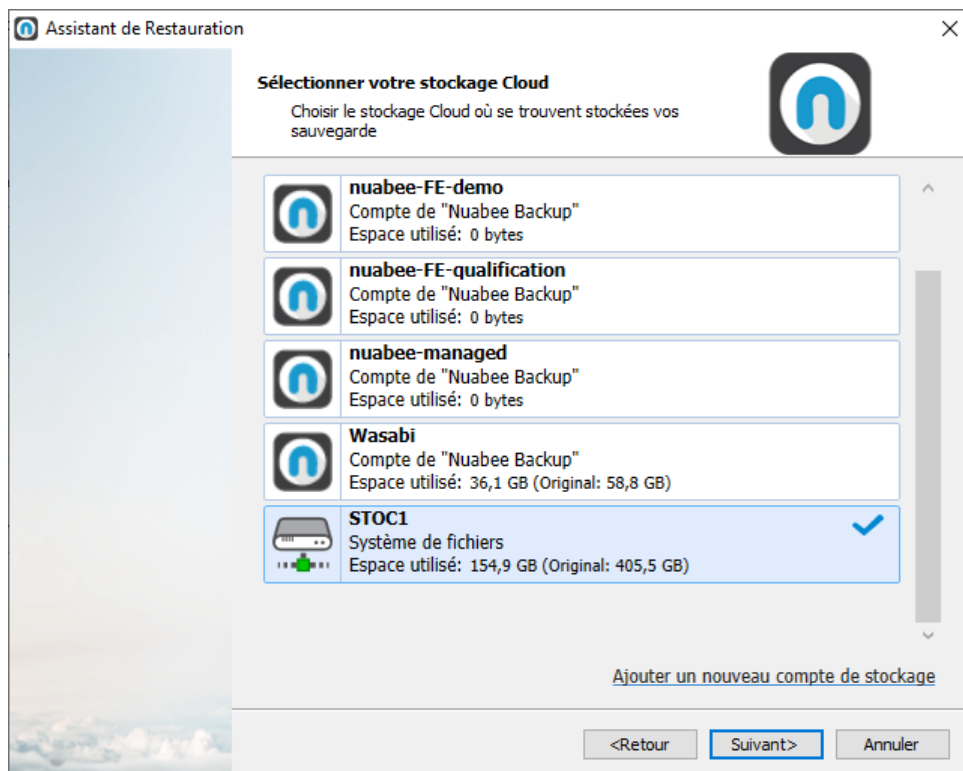 Assistant de Restauration
Sélectionner votre stockage Cloud
Choisir le stockage Cloud où se trouvent stockées vos
sauvegarde
nuabee-FE-demo
Compte de "Nuabee Backup"
Espace utilisé: 0 bytes
nuabee-FE-qualification
Compte de "Nuabee Backup"
Espace utilisé: 0 bytes
nuabee-managed
Compte de "Nuabee Backup"
Espace utilisé: 0 bytes
Wasabi
Compte de "Nuabee Backup"
Espace utilisé: 36,1 GB (Original: 58,8 GB)
STOC1
Système de fichiers
Espace utilisé: 154,9 GB (Original: 405,5 GB)
Ajouter un nouveau compte de stockage
<Retour
Suivant>
Annuler